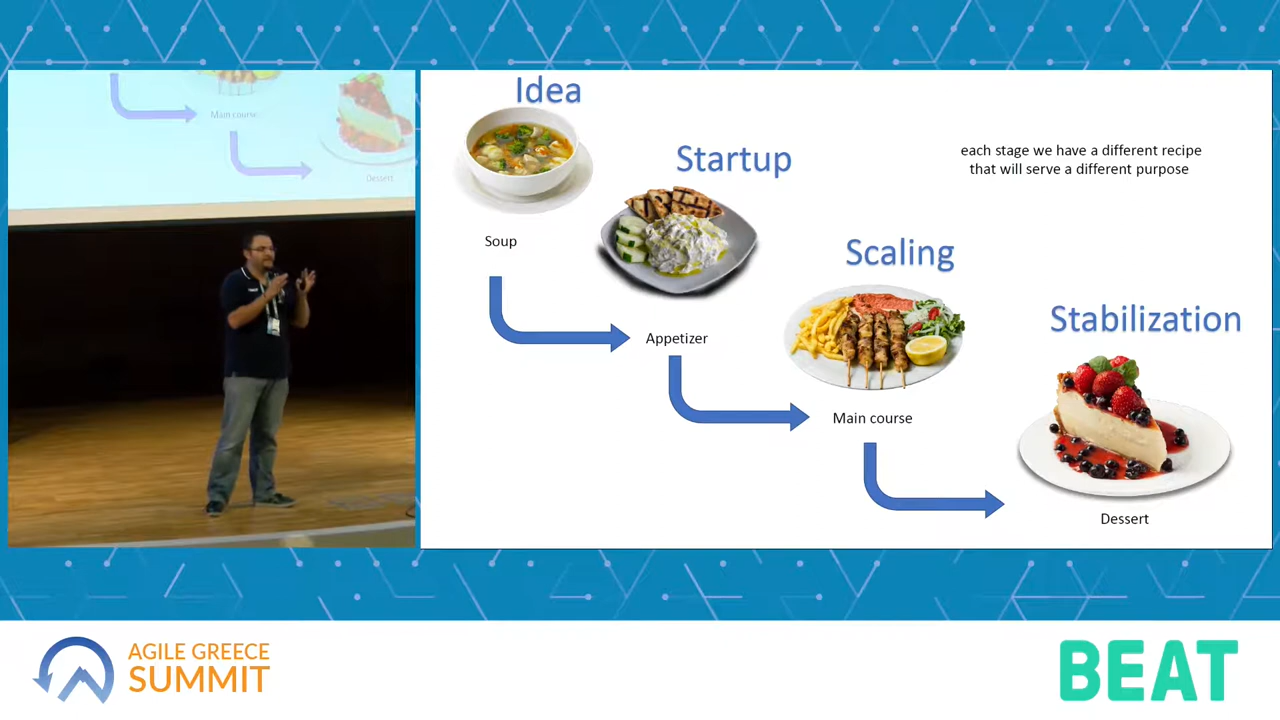 Main course
Dessert
Idea
Startup
each stage we have a different recipe
that will serve a different purpose
Soup
Scaling
Appetizer
Stabilization
Main course
Dessert
AGILE GREECE
SUMMIT
BEAT